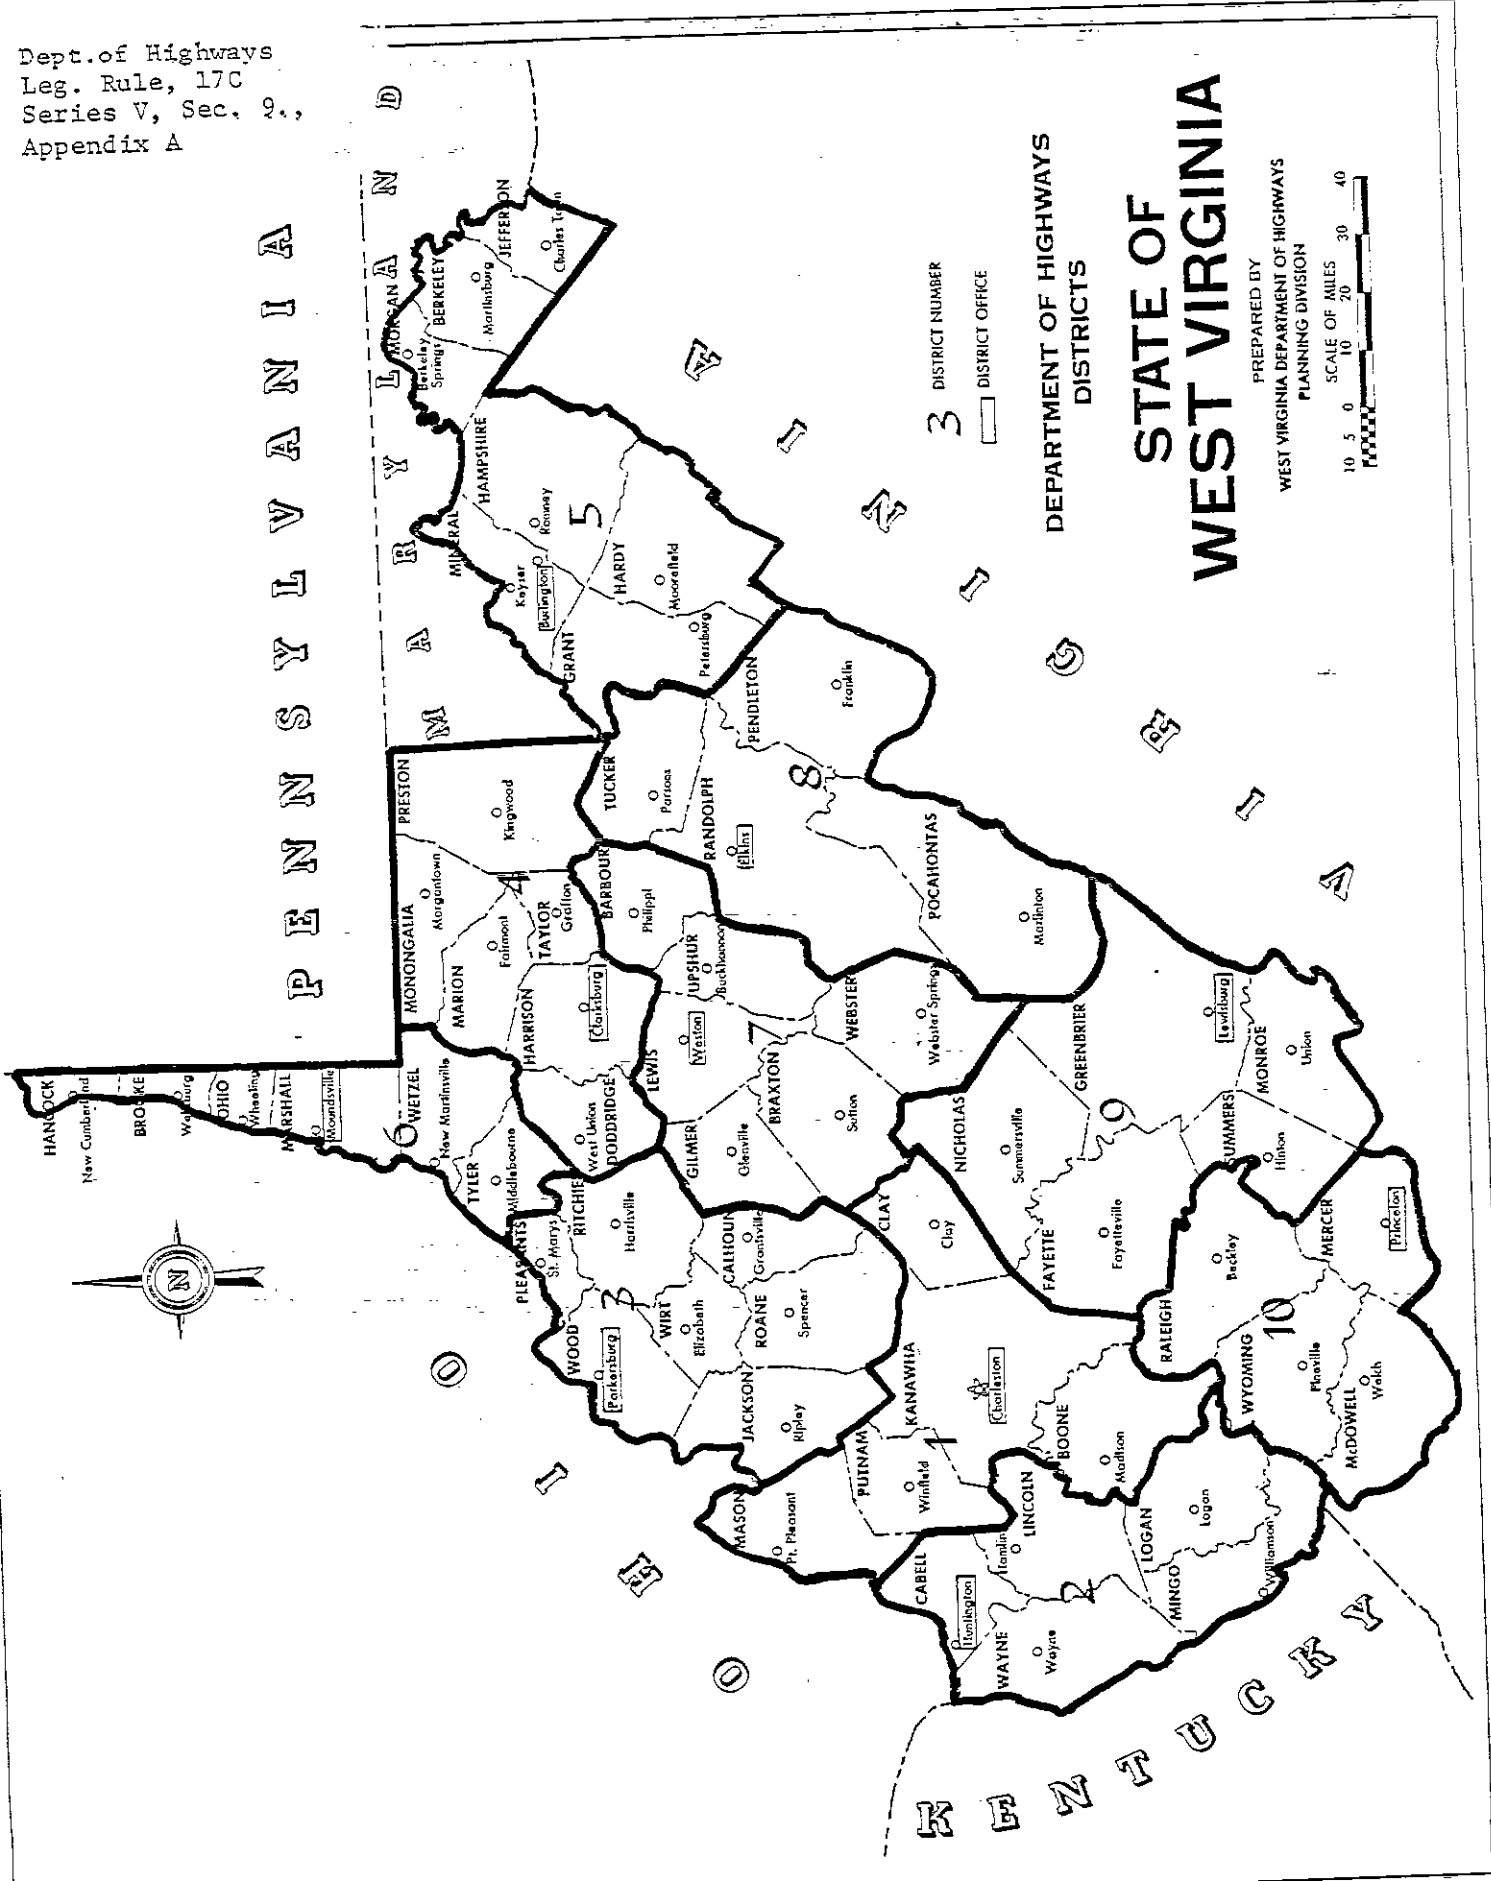 Dept.of Highways
Leg. Rule, 17C
Series V, Sec. 9.,
Appendix A
PENNSYLVANIA
MARYLAND
OHIO
KENTUCKY
VIRGINIA
N
HANCOCK
New Cumberland
BROOKE
OHIO
Wheeling
MARSHALL
Moundsville
6
WETZEL
New Martinsville
TYLER
Middlebourne
MONONGALIA
Morgantown
MARION
Fairmont
PRESTON
Kingwood
4
TAYLOR
Grafton
HARRISON
Clarksburg
DODDRIDGE
West Union
PLEASANTS
St. Marys
RITCHIE
Harrisville
WOOD
Parkersburg
3
WIRT
Elizabeth
CALHOUN
Grantsville
ROANE
Spencer
JACKSON
Ripley
MORGAN
Berkeley
Springs
BERKELEY
Martinsburg
JEFFERSON
Charles Town
HAMPSHIRE
Romney
MINERAL
Keyser
Burlington
5
HARDY
Moorefield
GRANT
Petersburg
TUCKER
Parsons
RANDOLPH
Elkins
PENDLETON
Franklin
8
POCAHONTAS
Marlinton
BARBOUR
Philippi
UPSHUR
Buckhannon
LEWIS
Weston
7
GILMER
Glenville
BRAXTON
Sutton
WEBSTER
Webster Springs
MASON
Pt. Pleasant
PUTNAM
Winfield
KANAWHA
1
Charleston
CLAY
Clay
BOONE
Madison
CABELL
Huntington
WAYNE
Wayne
LINCOLN
Hamlin
2
LOGAN
Logan
MINGO
Williamson
NICHOLAS
Summersville
GREENBRIER
Lewisburg
9
FAYETTE
Fayetteville
SUMMERS
Hinton
MONROE
Union
RALEIGH
Beckley
10
WYOMING
Pineville
McDOWELL
Welch
MERCER
Princeton
3 DISTRICT NUMBER
DISTRICT OFFICE
DEPARTMENT OF HIGHWAYS
DISTRICTS
STATE OF
WEST VIRGINIA
PREPARED BY
WEST VIRGINIA DEPARTMENT OF HIGHWAYS
PLANNING DIVISION
SCALE OF MILES
10 5 0 10 20 30 40